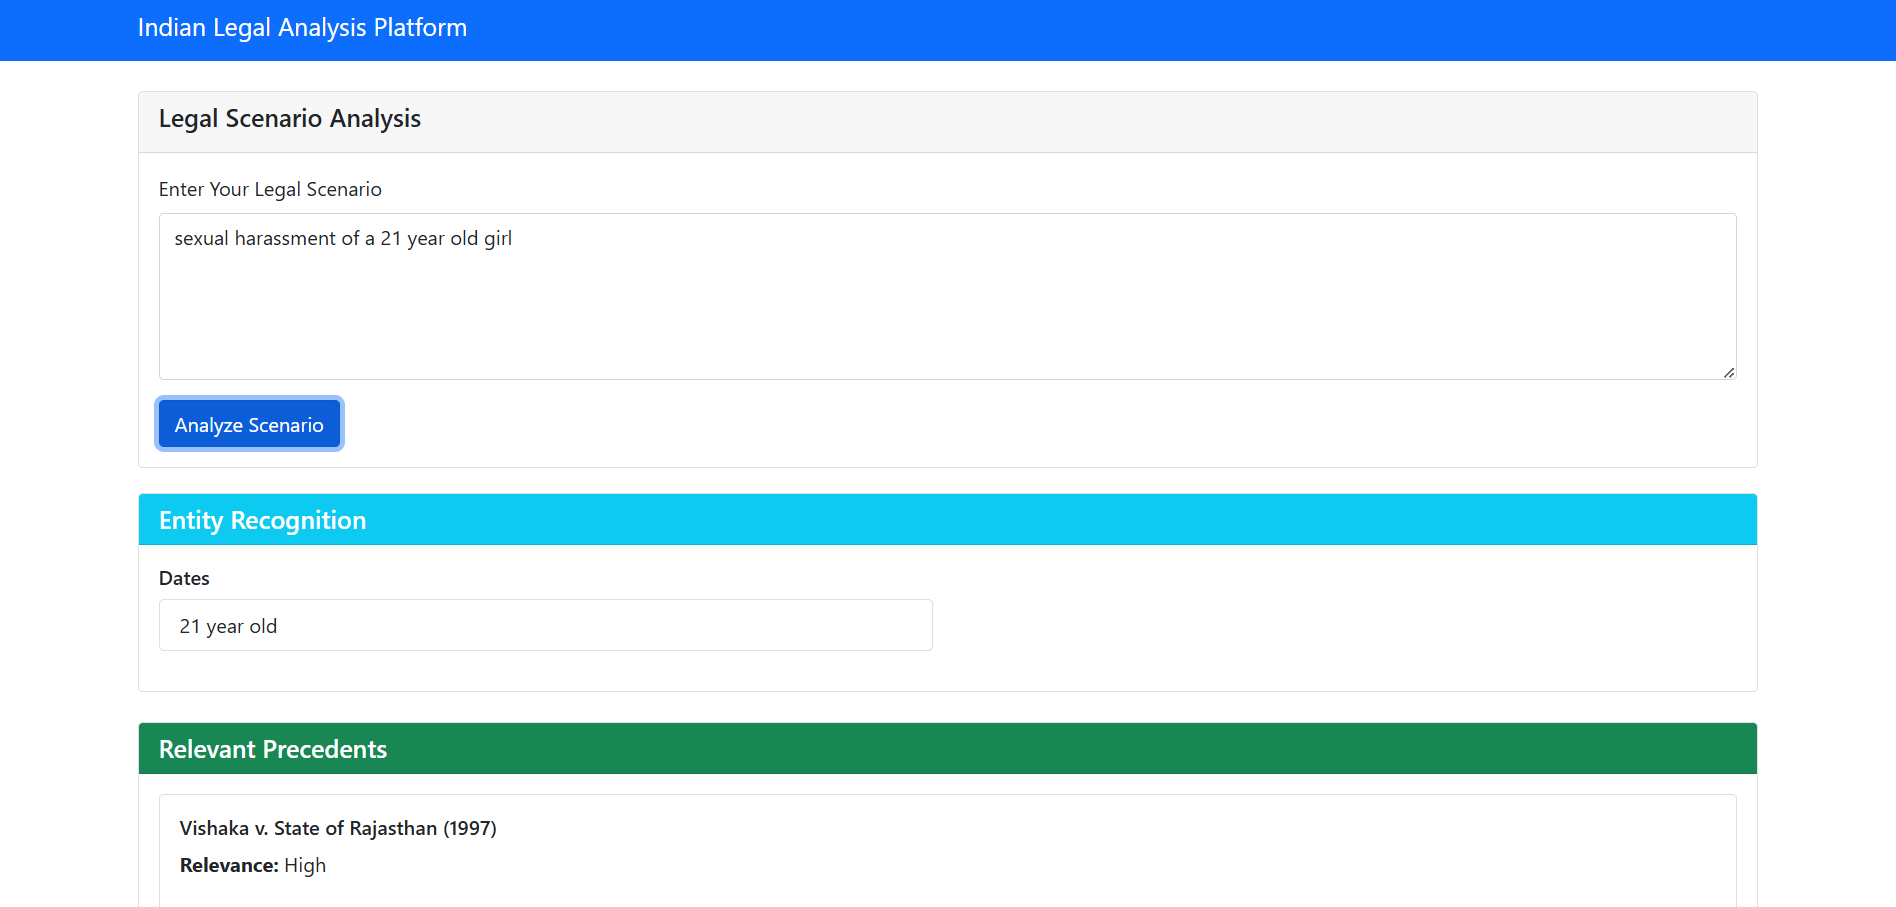 Indian Legal Analysis Platform
Legal Scenario Analysis
Enter Your Legal Scenario
sexual harassment of a 21 year old girl
Analyze Scenario
Entity Recognition
Dates
21 year old
Relevant Precedents
Vishaka v. State of Rajasthan (1997)
Relevance: High